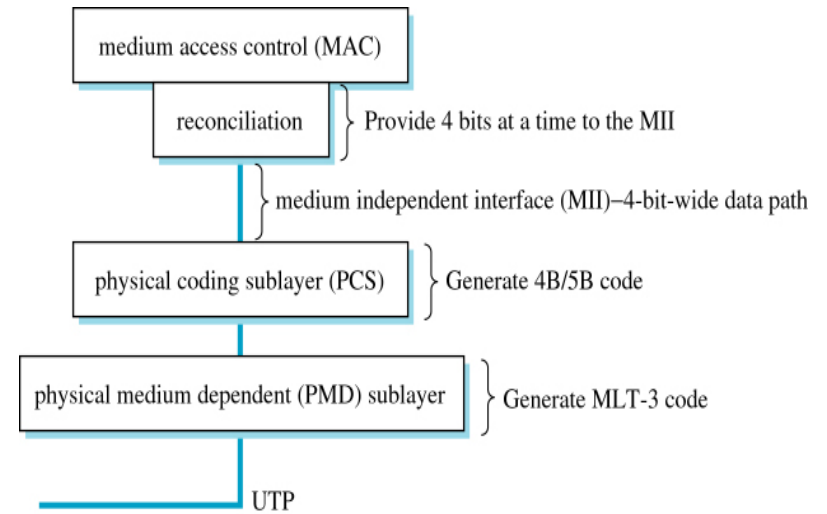 medium access control (MAC)
reconciliation
Provide 4 bits at a time to the MII
medium independent interface (MII)–4-bit-wide data path
physical coding sublayer (PCS)
Generate 4B/5B code
physical medium dependent (PMD) sublayer
Generate MLT-3 code
UTP